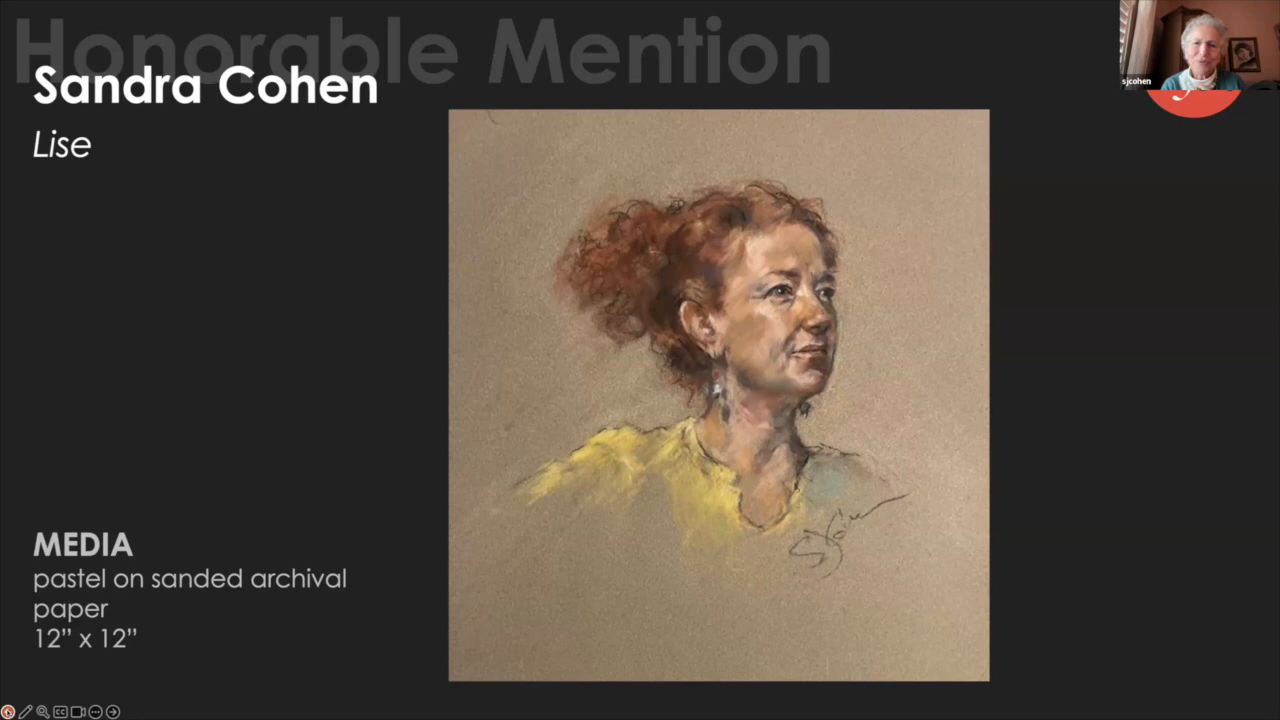 Honorable Mention
Sandra Cohen
Lise
sjcohen
MEDIA
pastel on sanded archival
paper
12” x 12”